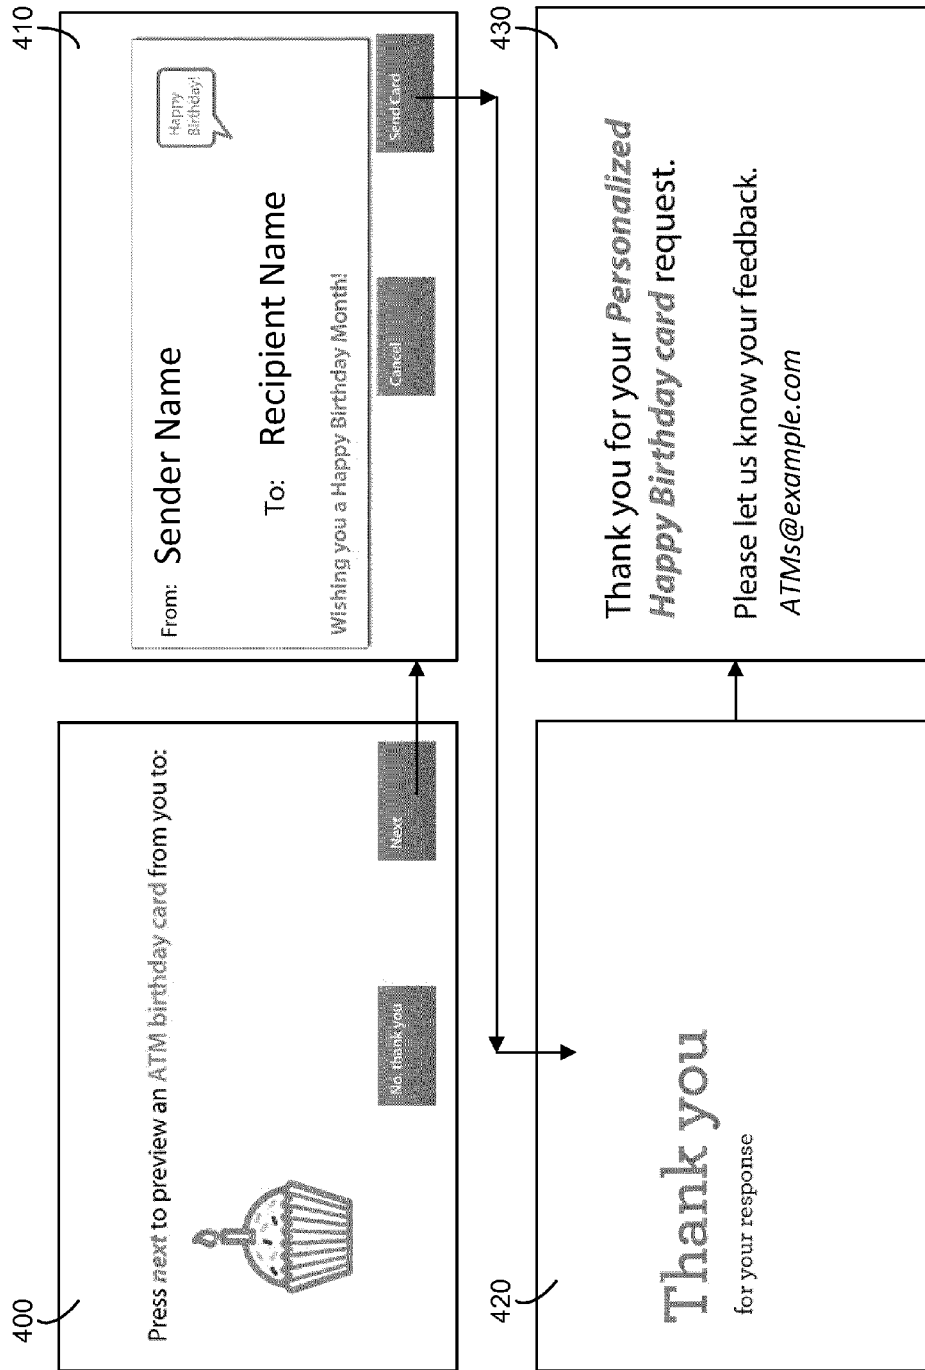 400
Press next to preview an ATM birthday card from you to:
No thank you
Next
410
From: Sender Name
Happy
Birthday!
To: Recipient Name
Wishing you a Happy Birthday Month!
Cancel
Send Card
420
Thank you
for your response
430
Thank you for your Personalized
Happy Birthday card request.
Please let us know your feedback.
ATMs@example.com